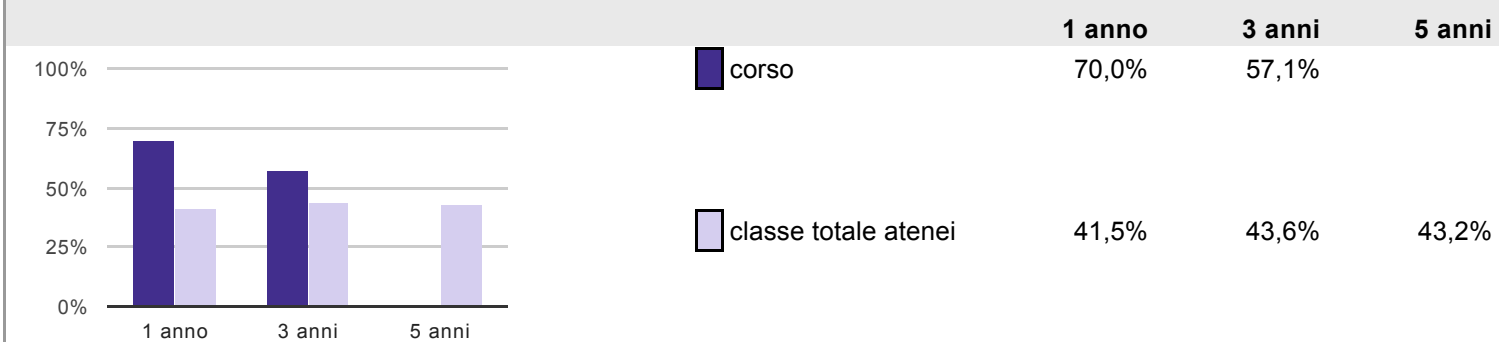 1 anno 3 anni 5 anni
100%
75%
50%
25%
0%
1 anno 3 anni 5 anni
corso 70,0% 57,1%
classe totale atenei 41,5% 43,6% 43,2%